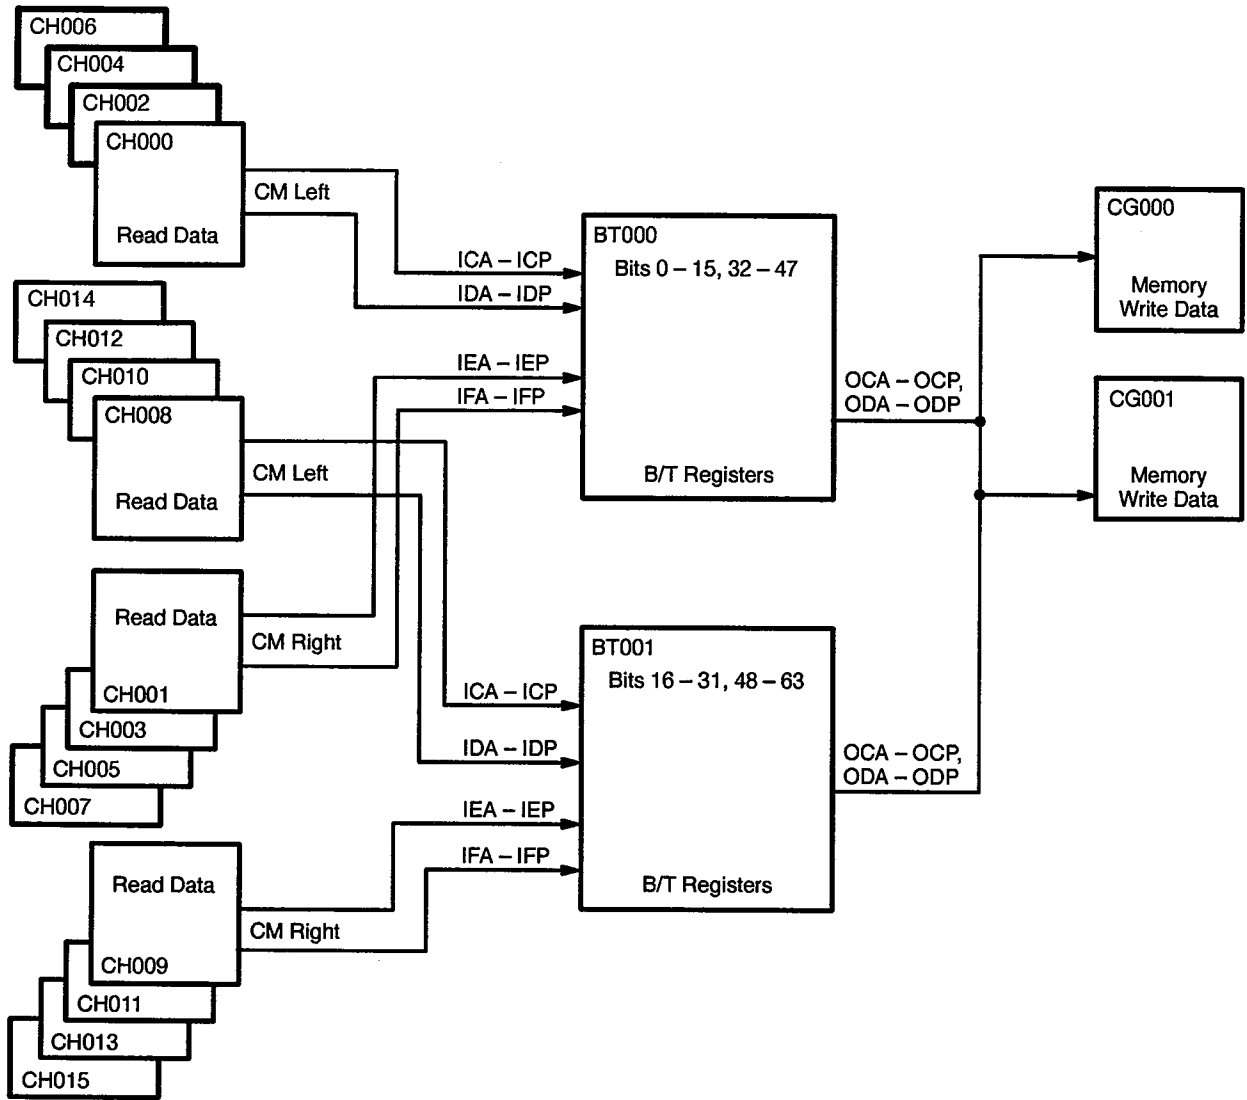 CH006
CH004
CH002
CH000
Read Data
CM Left
ICA – ICP
IDA – IDP
CH014
CH012
CH010
CH008
Read Data
CM Left
IEA – IEP
IFA – IFP
BT000
Bits 0 – 15, 32 – 47
B/T Registers
OCA – OCP,
ODA – ODP
CG000
Memory
Write Data
CG001
Memory
Write Data
Read Data
CM Right
CH001
CH003
CH005
CH007
ICA – ICP
IDA – IDP
IEA – IEP
IFA – IFP
BT001
Bits 16 – 31, 48 – 63
B/T Registers
OCA – OCP,
ODA – ODP
Read Data
CM Right
CH009
CH011
CH013
CH015